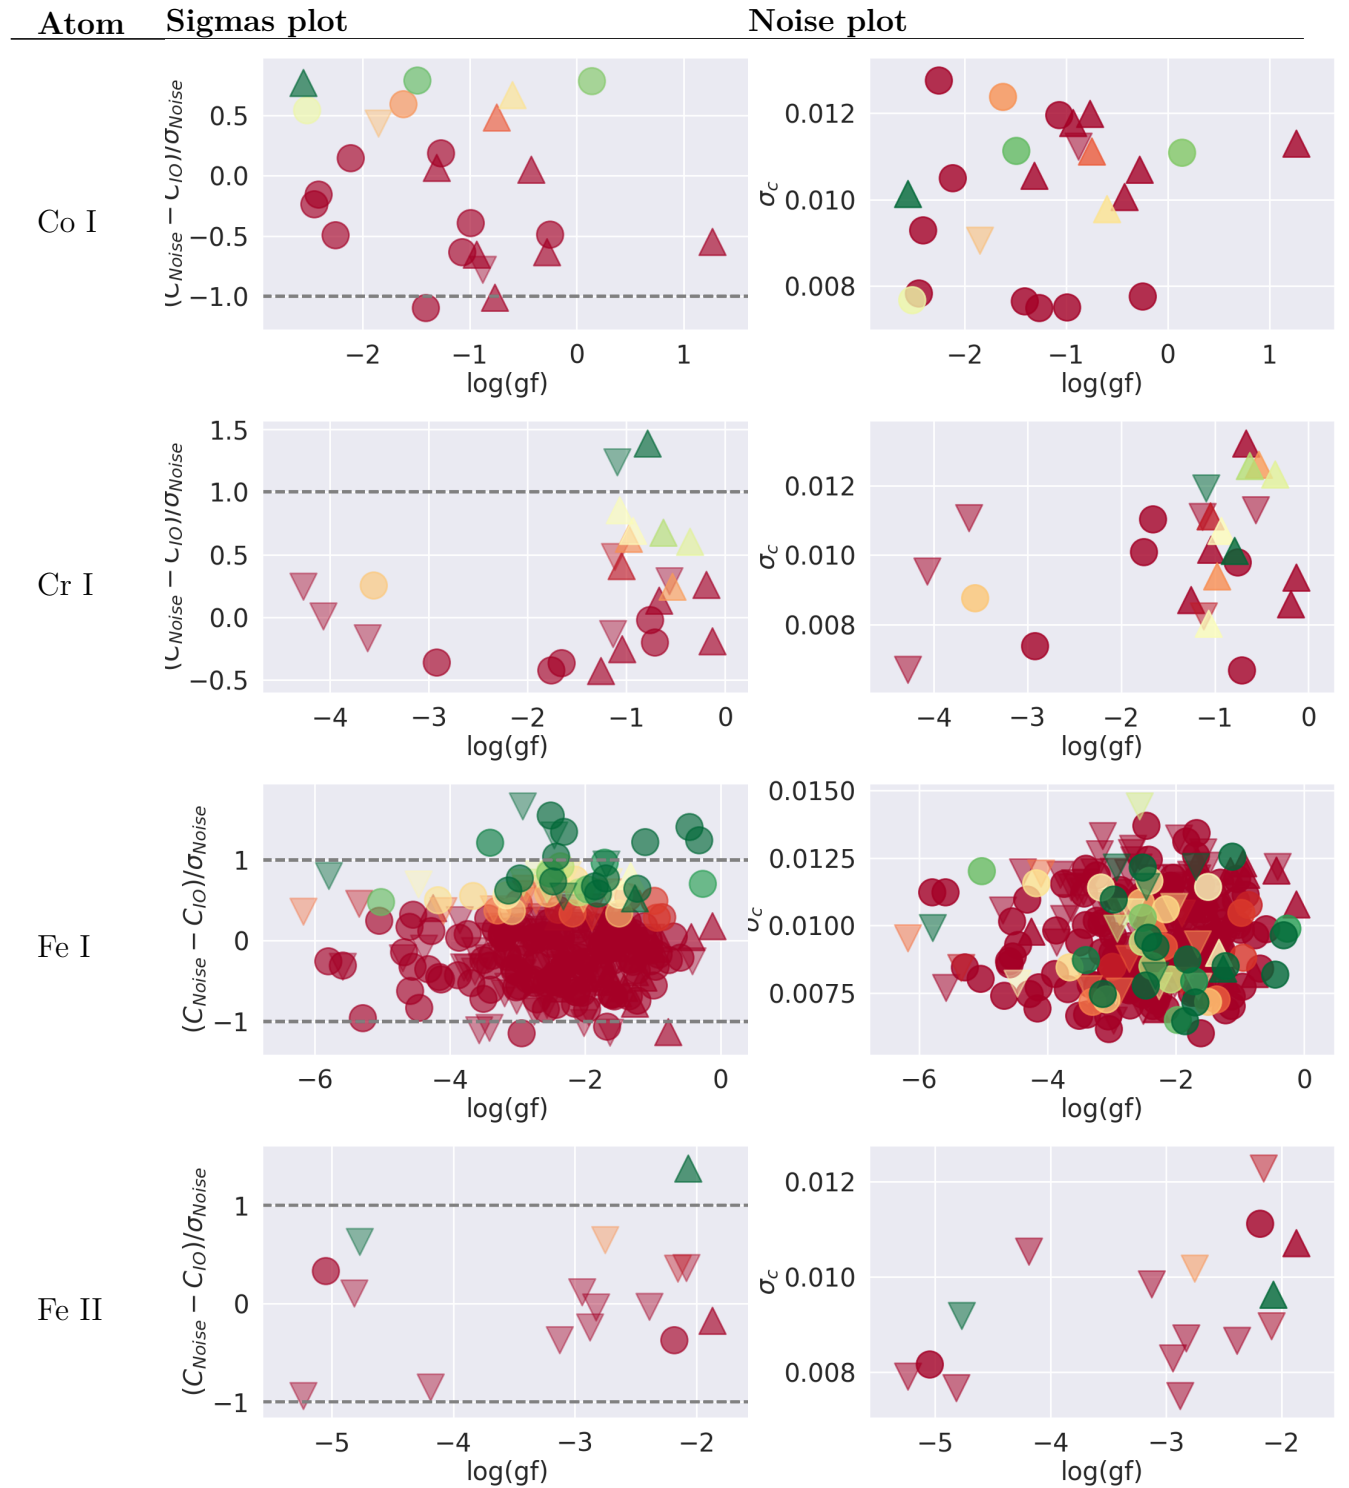 Atom Sigmas plot Noise plot
Co I
(C_Noise − C_IO)/σ_Noise
0.5
0.0
−0.5
−1.0
−2 −1 0 1
log(gf)
σ_c
0.012
0.010
0.008
−2 −1 0 1
log(gf)
Cr I
(C_Noise − C_IO)/σ_Noise
1.5
1.0
0.5
0.0
−0.5
−4 −3 −2 −1 0
log(gf)
σ_c
0.012
0.010
0.008
−4 −3 −2 −1 0
log(gf)
Fe I
(C_Noise − C_IO)/σ_Noise
1
0
−1
−6 −4 −2 0
log(gf)
σ_c
0.0150
0.0125
0.0100
0.0075
−6 −4 −2 0
log(gf)
Fe II
(C_Noise − C_IO)/σ_Noise
1
0
−1
−5 −4 −3 −2
log(gf)
σ_c
0.012
0.010
0.008
−5 −4 −3 −2
log(gf)